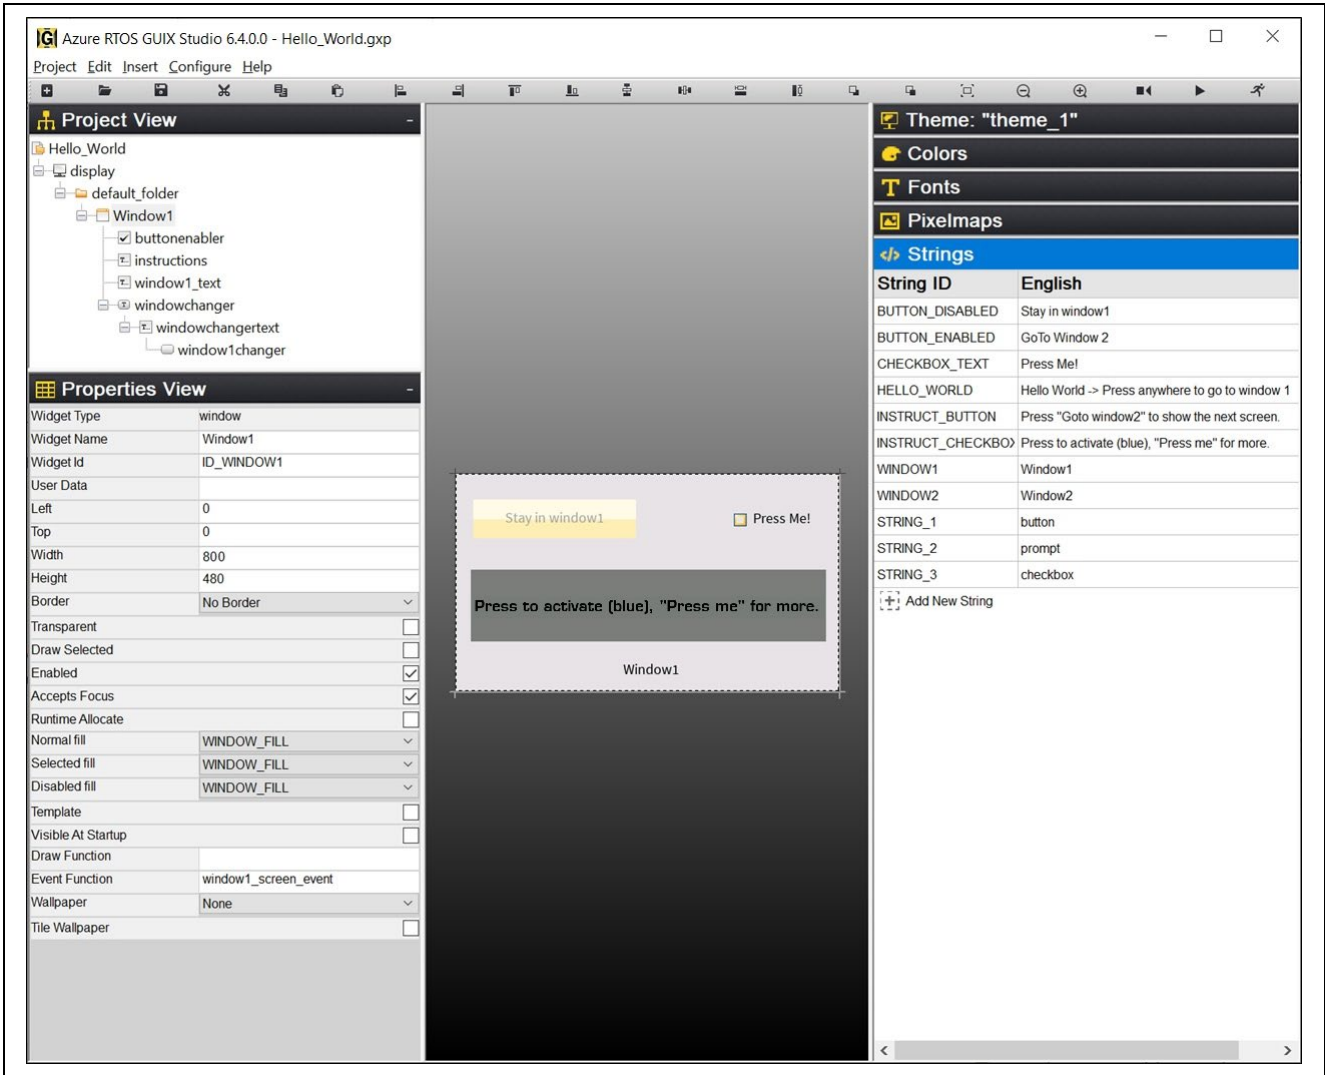 Azure RTOS GUIX Studio 6.4.0.0 - Hello_World.gxp
Project Edit Insert Configure Help
Project View
Hello_World
display
default_folder
Window1
buttonenabler
instructions
window1_text
windowchanger
windowchangertext
window1changer
Properties View
Widget Type window
Widget Name Window1
Widget Id ID_WINDOW1
User Data
Left 0
Top 0
Width 800
Height 480
Border No Border
Transparent
Draw Selected
Enabled
Accepts Focus
Runtime Allocate
Normal fill WINDOW_FILL
Selected fill WINDOW_FILL
Disabled fill WINDOW_FILL
Template
Visible At Startup
Draw Function
Event Function window1_screen_event
Wallpaper None
Tile Wallpaper
Stay in window1 Press Me!
Press to activate (blue), "Press me" for more.
Window1
Theme: "theme_1"
Colors
Fonts
Pixelmaps
Strings
String ID English
BUTTON_DISABLED Stay in window1
BUTTON_ENABLED GoTo Window 2
CHECKBOX_TEXT Press Me!
HELLO_WORLD Hello World -> Press anywhere to go to window 1
INSTRUCT_BUTTON Press "Goto window2" to show the next screen.
INSTRUCT_CHECKBOX Press to activate (blue), "Press me" for more.
WINDOW1 Window1
WINDOW2 Window2
STRING_1 button
STRING_2 prompt
STRING_3 checkbox
Add New String